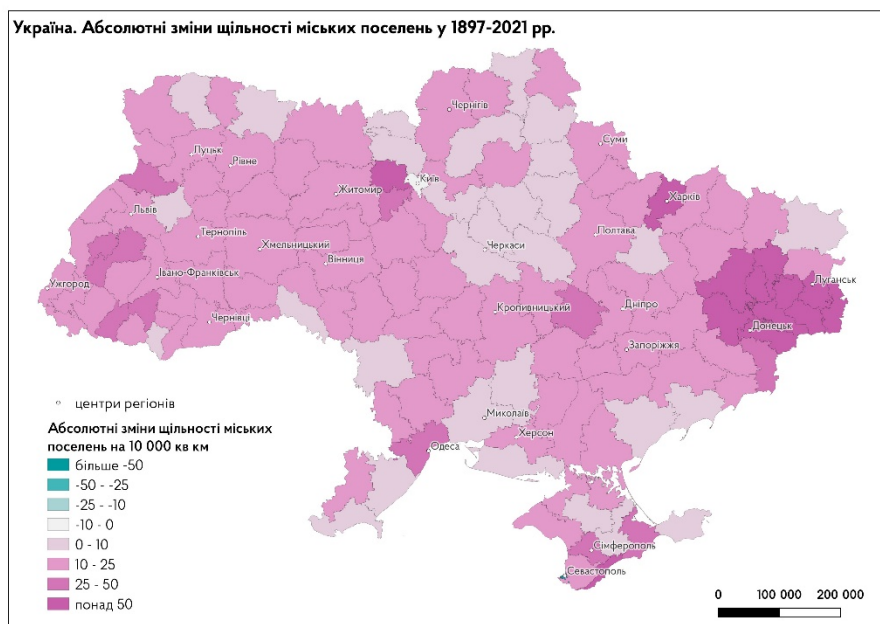 Україна. Абсолютні зміни щільності міських поселень у 1897-2021 рр.
Чернігів
Суми
Луцьк
Рівне
Київ
Житомир
Харків
Львів
Тернопіль
Хмельницький
Полтава
Черкаси
Вінниця
Ужгород
Івано-Франківськ
Луганськ
Чернівці
Кропивницький
Дніпро
Донецьк
Запоріжжя
Миколаїв
Херсон
Одеса
Сімферополь
Севастополь
центри регіонів
Абсолютні зміни щільності міських
поселень на 10 000 кв км
більше -50
-50 - -25
-25 - -10
-10 - 0
0 - 10
10 - 25
25 - 50
понад 50
0 100 000 200 000